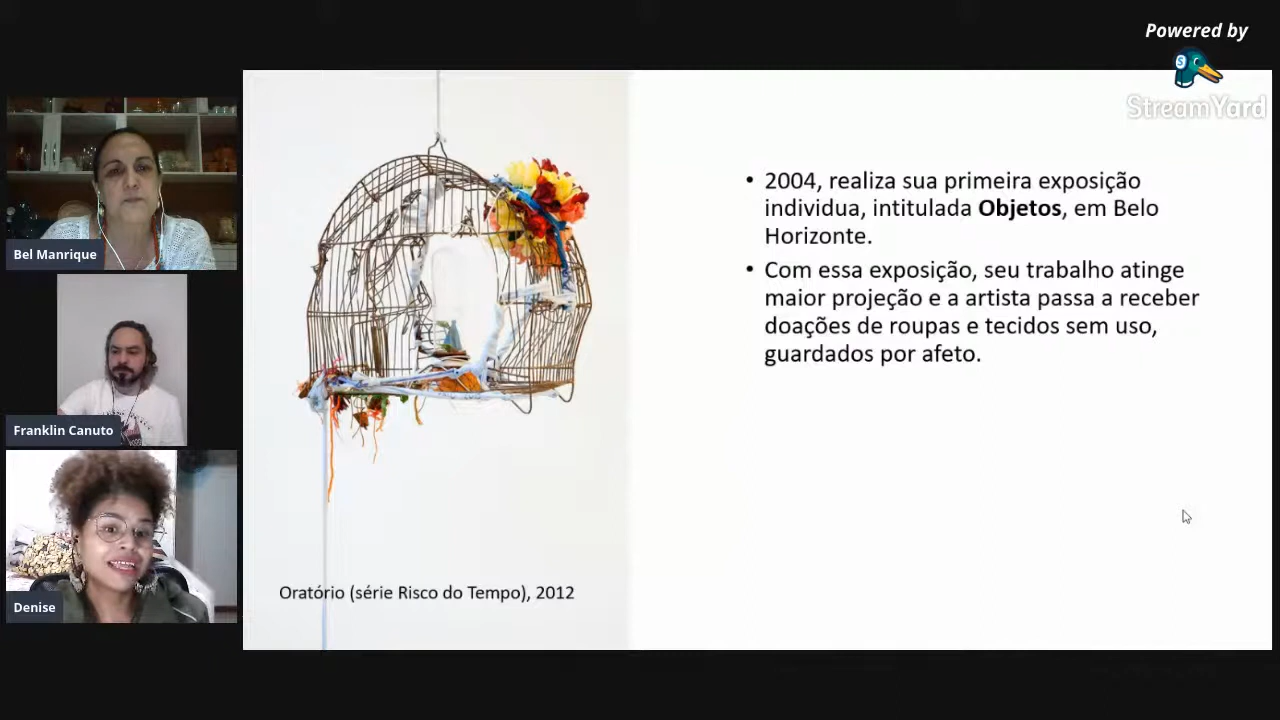 Powered by
StreamYard
Bel Manrique
Franklin Canuto
Denise
• 2004, realiza sua primeira exposição
individua, intitulada Objetos, em Belo
Horizonte.
• Com essa exposição, seu trabalho atinge
maior projeção e a artista passa a receber
doações de roupas e tecidos sem uso,
guardados por afeto.
Oratório (série Risco do Tempo), 2012